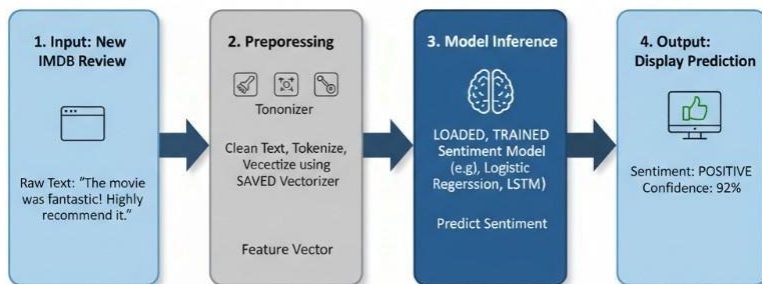 1. Input: New
IMDB Review
Raw Text: "The movie
was fantastic! Highly
recommend it."
2. Preporessing
Tononizer
Clean Text, Tokenize,
Vecectize using
SAVED Vectorizer
Feature Vector
3. Model Inference
LOADED, TRAINED
Sentiment Model
(e.g), Logistic
Regerssion, LSTM)
Predict Sentiment
4. Output:
Display Prediction
Sentiment: POSITIVE
Confidence: 92%